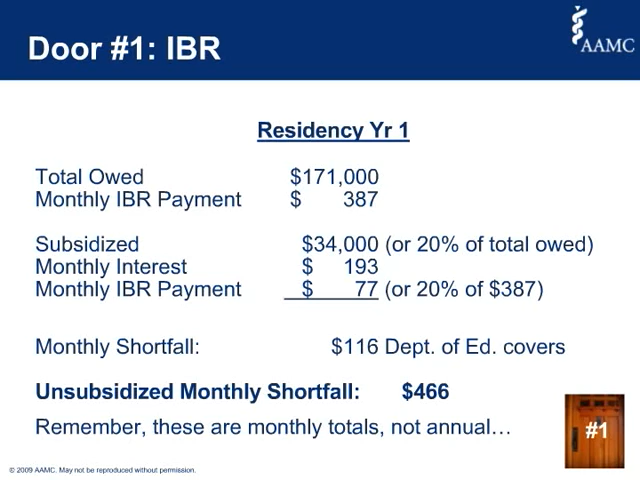 Door #1: IBR
AAMC
Residency Yr 1
Total Owed $171,000
Monthly IBR Payment $ 387
Subsidized $34,000 (or 20% of total owed)
Monthly Interest $ 193
Monthly IBR Payment $ 77 (or 20% of $387)
Monthly Shortfall: $116 Dept. of Ed. covers
Unsubsidized Monthly Shortfall: $466
Remember, these are monthly totals, not annual…
#1
© 2009 AAMC. May not be reproduced without permission.